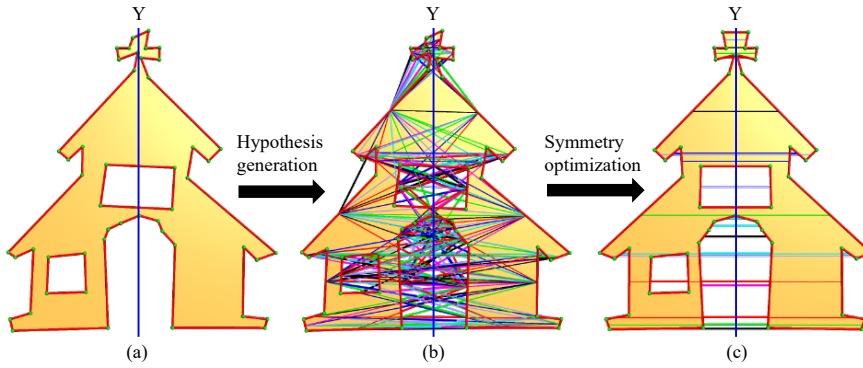 Y
Y
Y
Hypothesis
generation
Symmetry
optimization
(a)
(b)
(c)